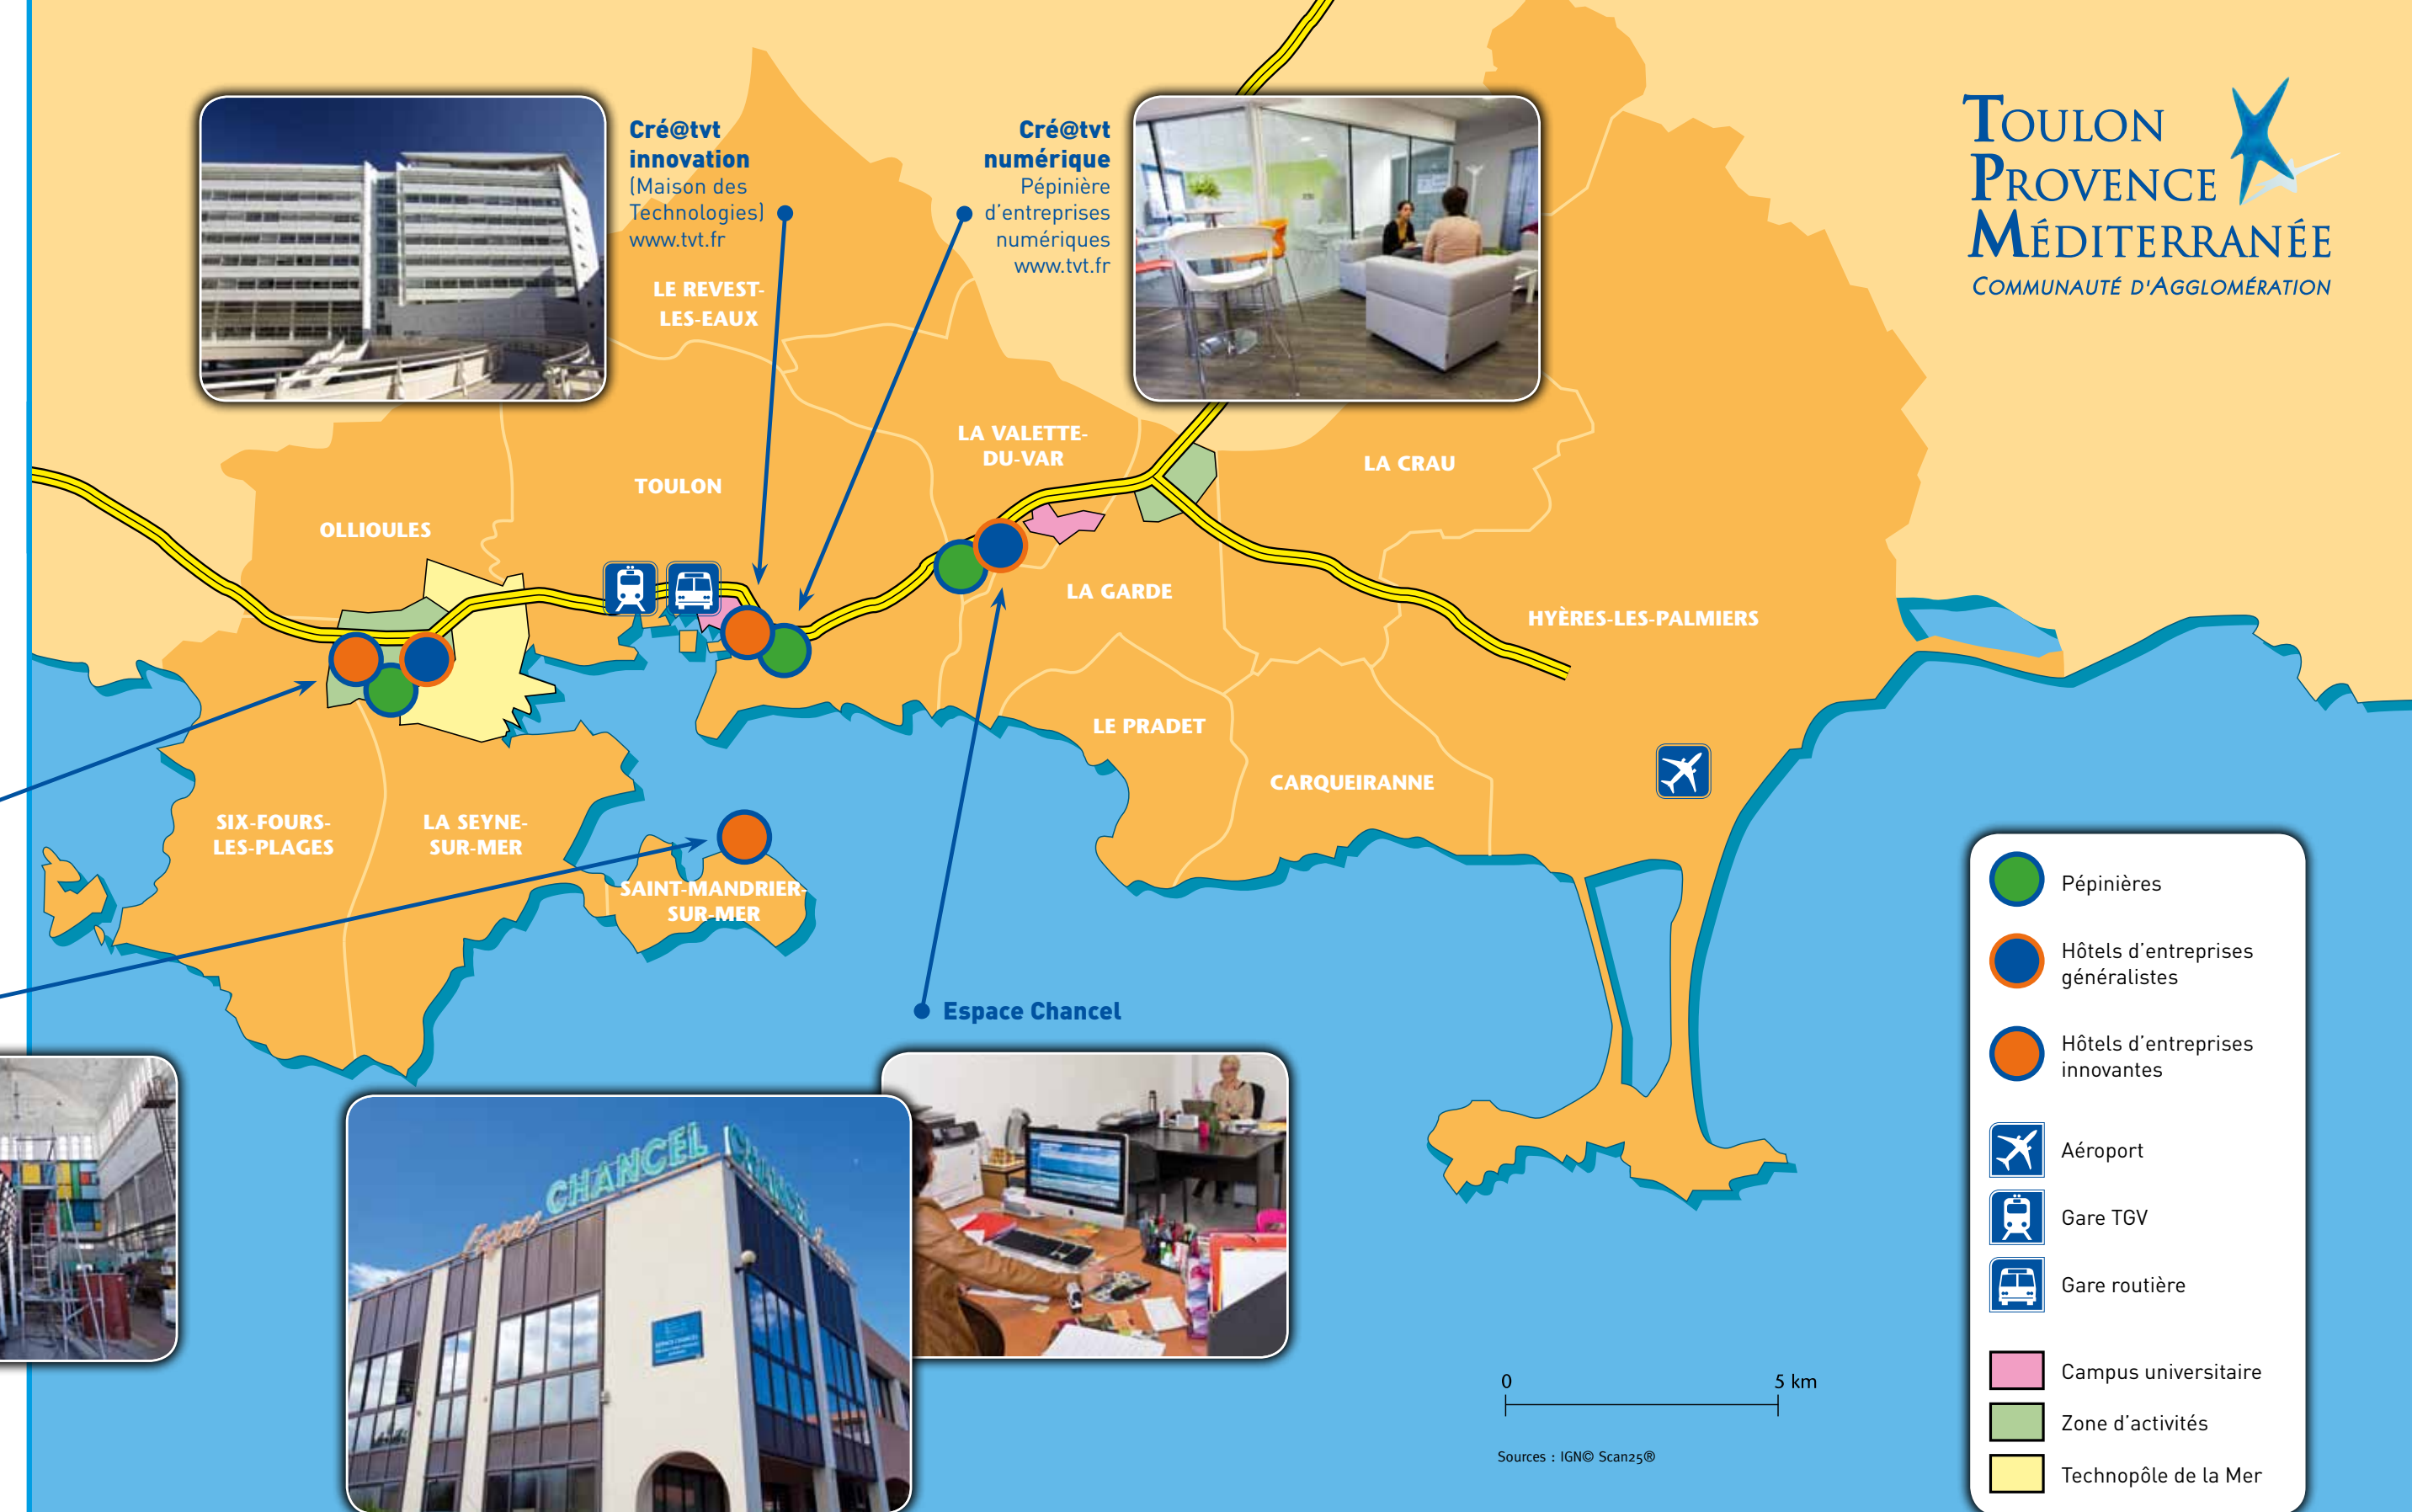 Cré@tvt
innovation
(Maison des
Technologies)
www.tvt.fr
Cré@tvt
numérique
Pépinière
d'entreprises
numériques
www.tvt.fr
TOULON
PROVENCE
MÉDITERRANÉE
COMMUNAUTÉ D'AGGLOMÉRATION
LE REVEST-
LES-EAUX
LA VALETTE-
DU-VAR
LA CRAU
TOULON
OLLIOULES
LA GARDE
HYÈRES-LES-PALMIERS
LE PRADET
CARQUEIRANNE
SIX-FOURS-
LES-PLAGES
LA SEYNE-
SUR-MER
SAINT-MANDRIER-
SUR-MER
Espace Chancel
Espace CHANCEL
CHANCEL
ESPACE CHANCEL
Pépinières
Hôtels d'entreprises
généralistes
Hôtels d'entreprises
innovantes
Aéroport
Gare TGV
Gare routière
Campus universitaire
Zone d'activités
Technopôle de la Mer
0 5 km
Sources : IGN© Scan25®